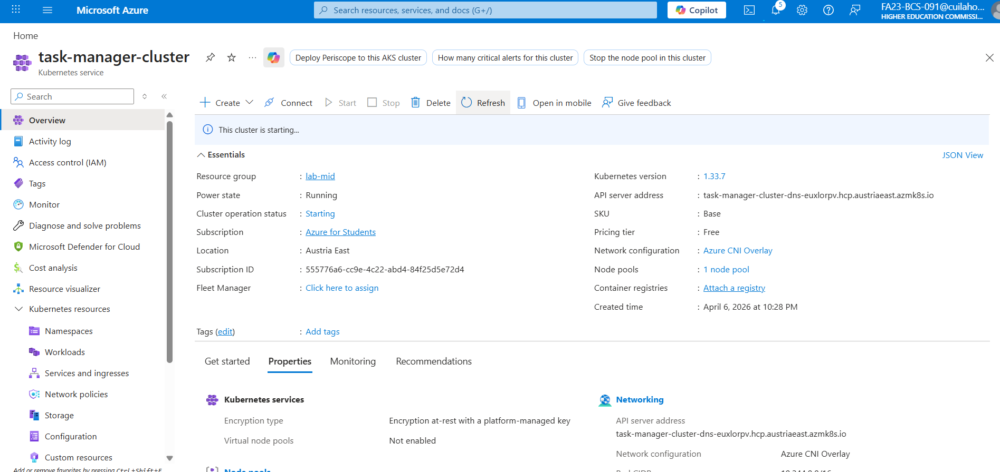 Microsoft Azure
Search resources, services, and docs (G+/)
Copilot
5
FA23-BCS-091@cuilaho...
HIGHER EDUCATION COMMISSI...
Home
task-manager-cluster
Kubernetes service
Deploy Periscope to this AKS cluster
How many critical alerts for this cluster
Stop the node pool in this cluster
Search
Create
Connect
Start
Stop
Delete
Refresh
Open in mobile
Give feedback
Overview
Activity log
Access control (IAM)
Tags
Monitor
Diagnose and solve problems
Microsoft Defender for Cloud
Cost analysis
Resource visualizer
Kubernetes resources
Namespaces
Workloads
Services and ingresses
Network policies
Storage
Configuration
Custom resources
Add or remove favorites by pressing Ctrl+Shift+F
This cluster is starting...
Essentials
JSON View
Resource group : lab-mid
Power state : Running
Cluster operation status : Starting
Subscription : Azure for Students
Location : Austria East
Subscription ID : 555776a6-cc9e-4c22-abd4-84f25d5e72d4
Fleet Manager : Click here to assign
Kubernetes version : 1.33.7
API server address : task-manager-cluster-dns-euxlorpv.hcp.austriaeast.azmk8s.io
SKU : Base
Pricing tier : Free
Network configuration : Azure CNI Overlay
Node pools : 1 node pool
Container registries : Attach a registry
Created time : April 6, 2026 at 10:28 PM
Tags (edit) : Add tags
Get started
Properties
Monitoring
Recommendations
Kubernetes services
Encryption type Encryption at-rest with a platform-managed key
Virtual node pools Not enabled
Node pools
Networking
API server address
task-manager-cluster-dns-euxlorpv.hcp.austriaeast.azmk8s.io
Network configuration Azure CNI Overlay